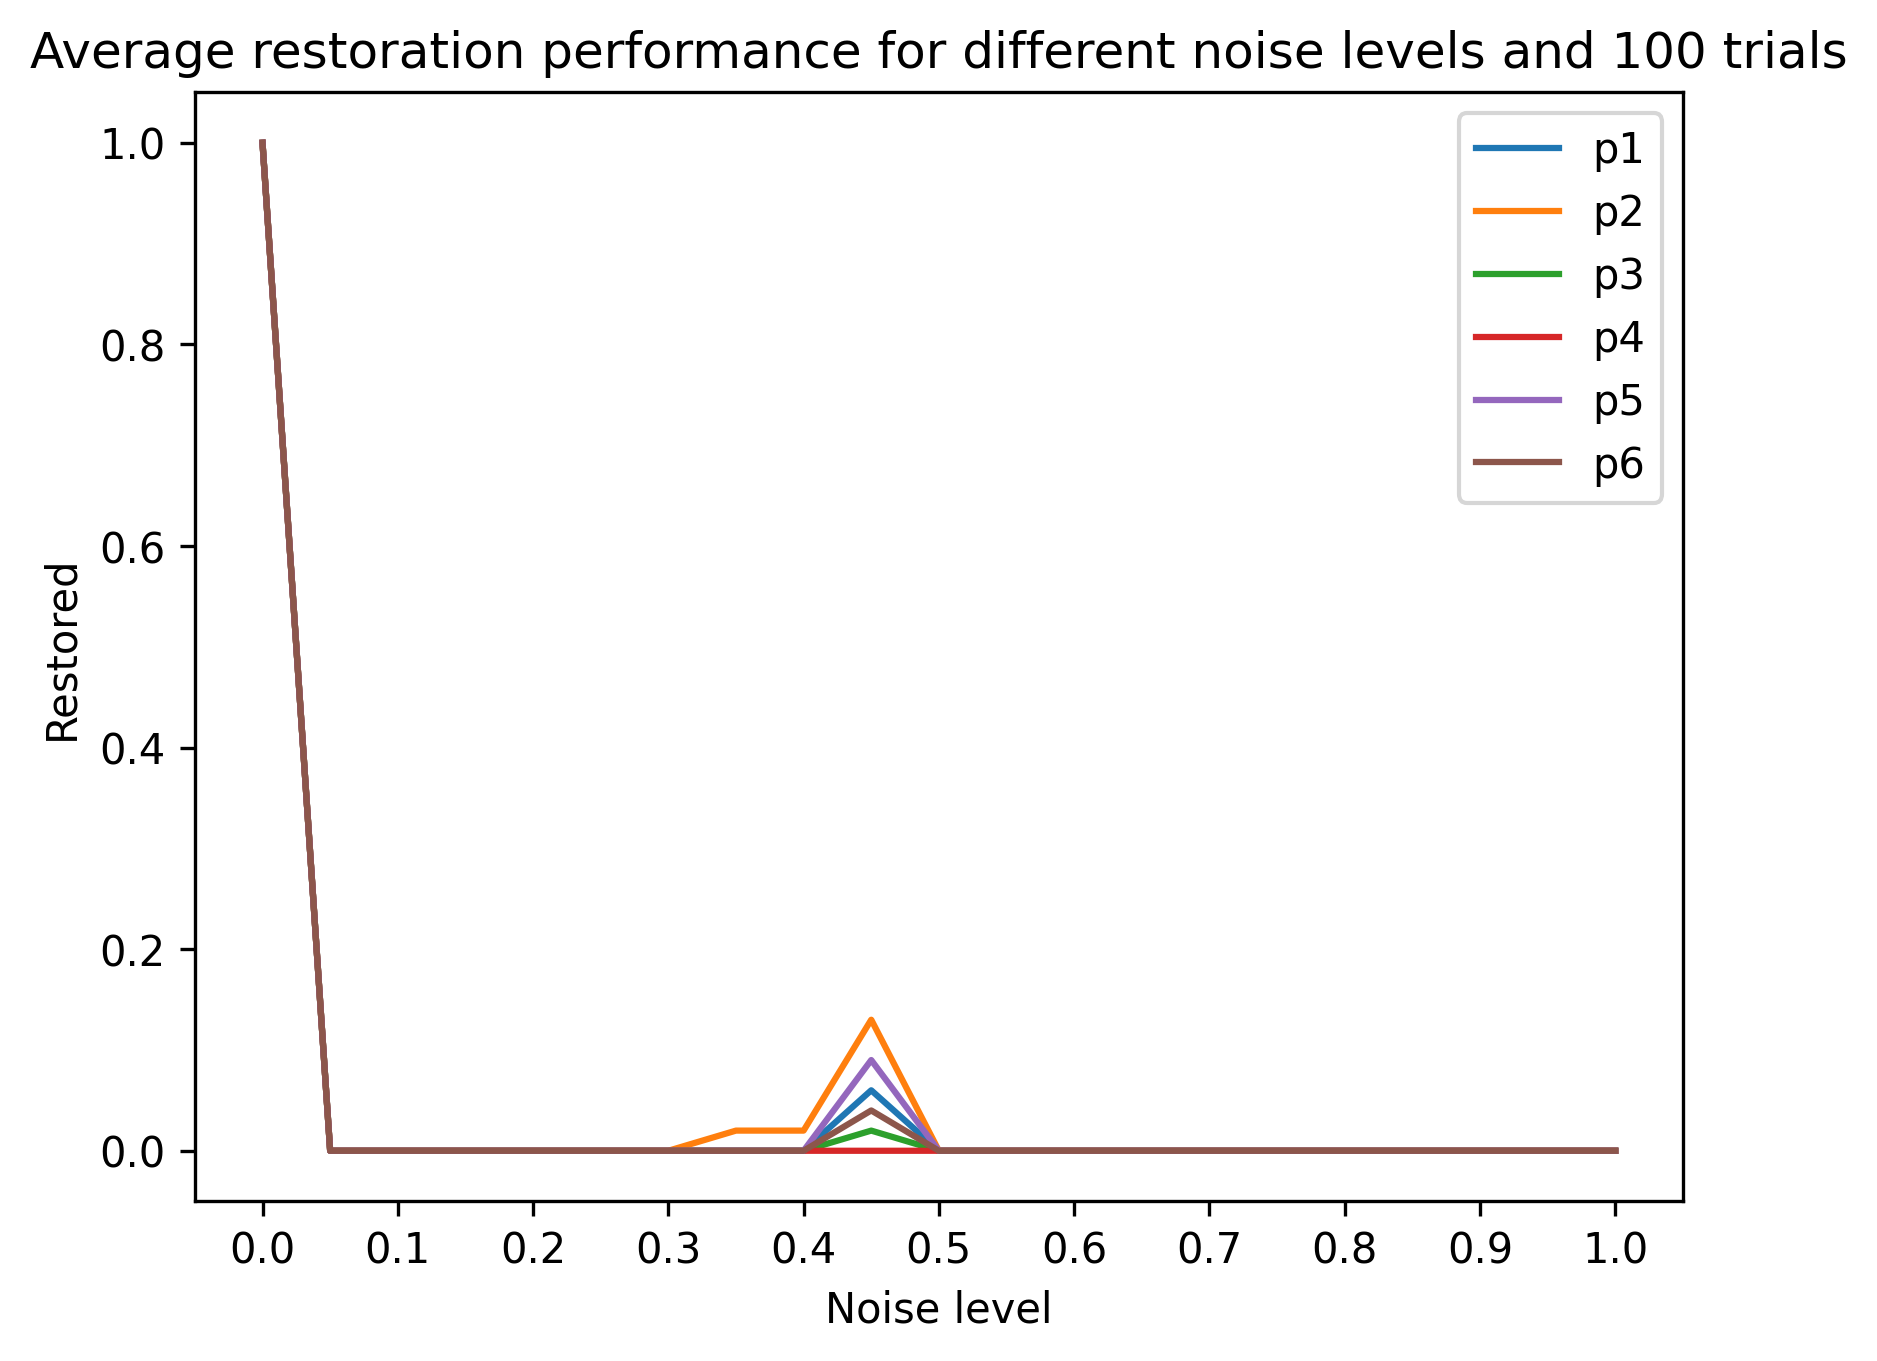 Average restoration performance for different noise levels and 100 trials
1.0
0.8
0.6
0.4
0.2
0.0
Restored
p1
p2
p3
p4
p5
p6
0.0 0.1 0.2 0.3 0.4 0.5 0.6 0.7 0.8 0.9 1.0
Noise level